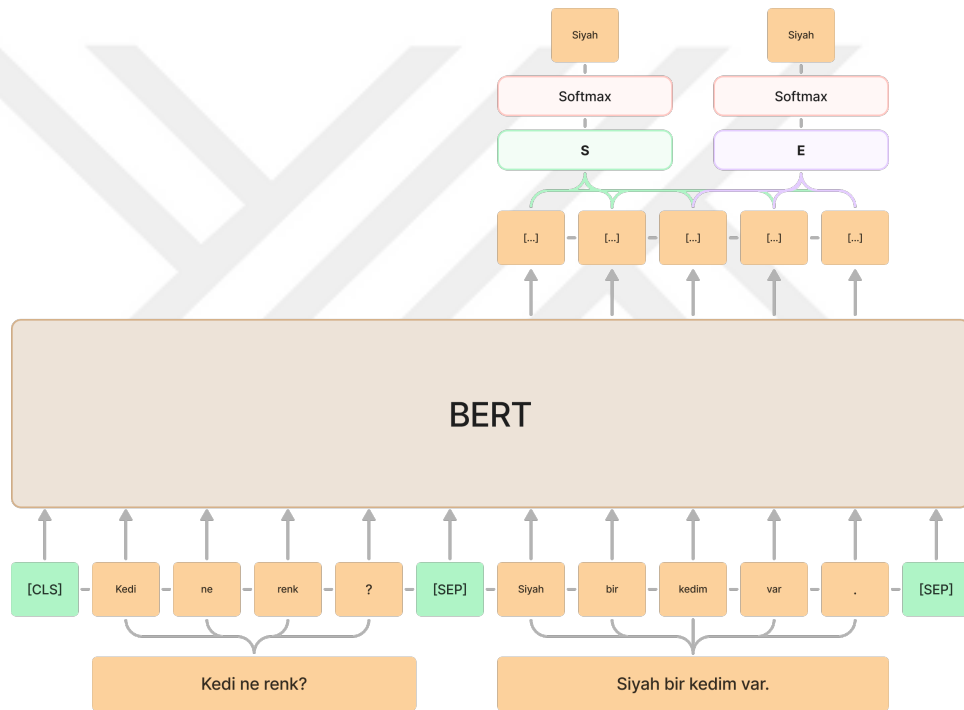 Siyah Siyah
Softmax Softmax
S E
[...] [...] [...] [...] [...]
BERT
[CLS] Kedi ne renk ? [SEP] Siyah bir kedim var . [SEP]
Kedi ne renk? Siyah bir kedim var.